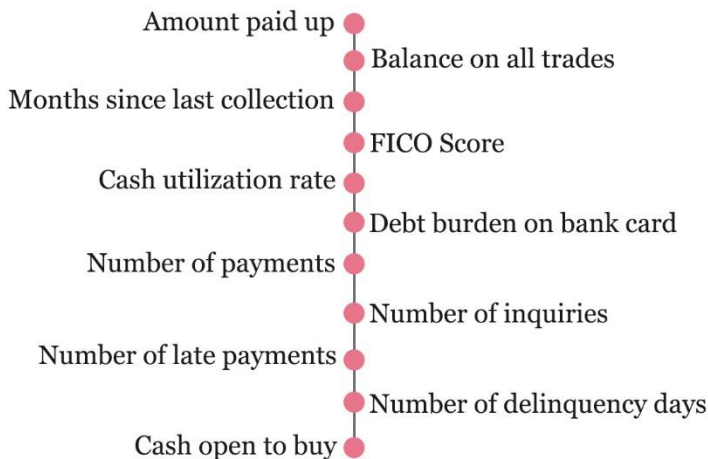 Amount paid up
Balance on all trades
Months since last collection
FICO Score
Cash utilization rate
Debt burden on bank card
Number of payments
Number of inquiries
Number of late payments
Number of delinquency days
Cash open to buy